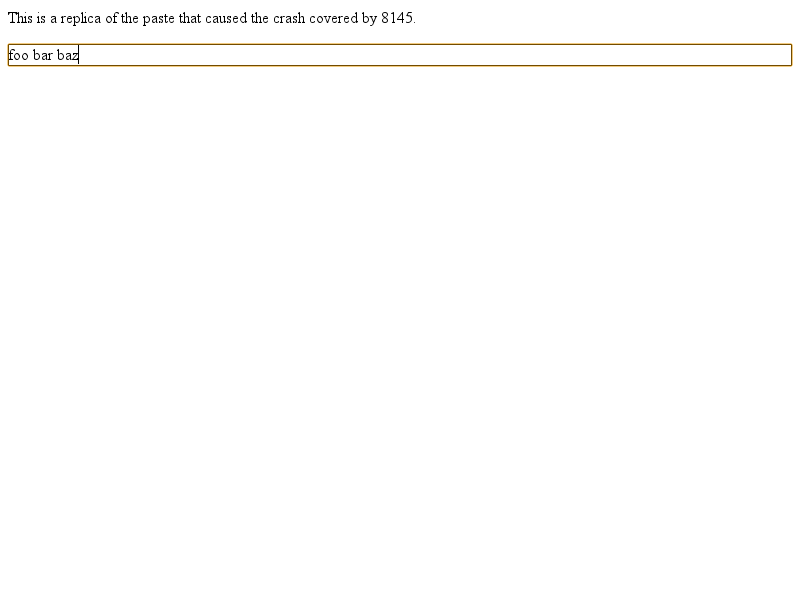 This is a replica of the paste that caused the crash covered by 8145.
foo bar baz